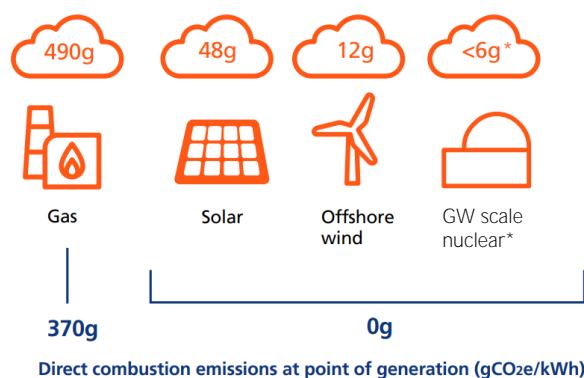 490g
48g
12g
<6g*
Gas
Solar
Offshore
wind
GW scale
nuclear*
370g
0g
Direct combustion emissions at point of generation (gCO2e/kWh)